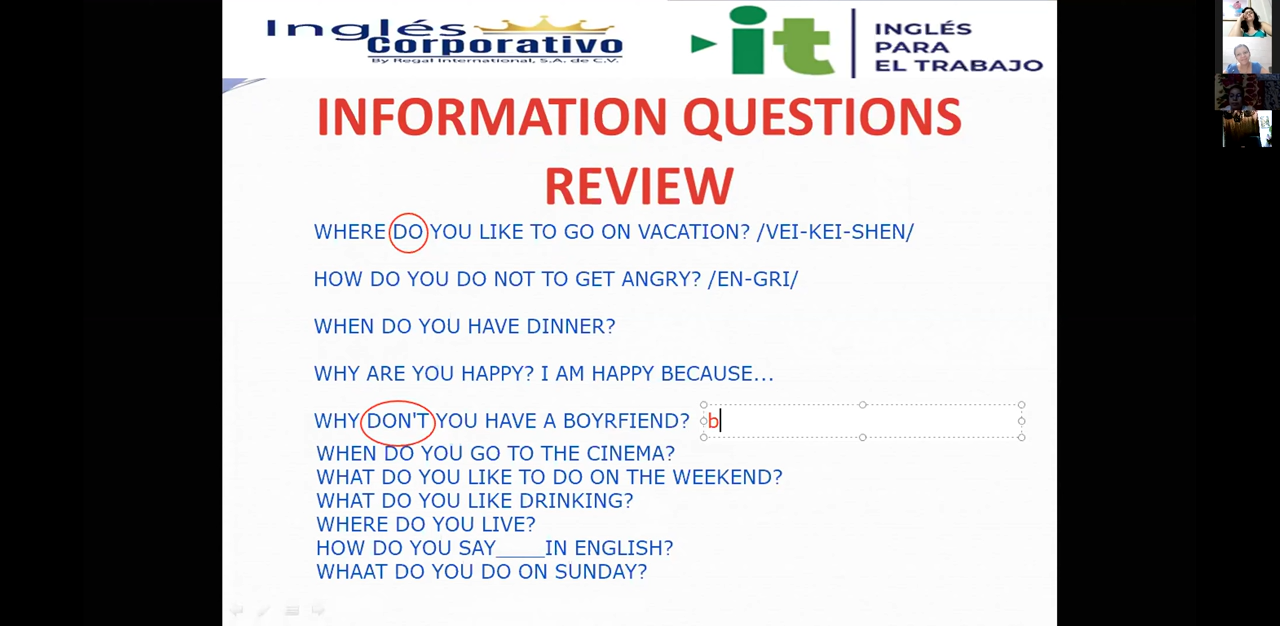 Inglés
Corporativo
By Regal International, S.A. de C.V.
it
INGLÉS
PARA
EL TRABAJO
INFORMATION QUESTIONS
REVIEW
WHERE DO YOU LIKE TO GO ON VACATION? /VEI-KEI-SHEN/
HOW DO YOU DO NOT TO GET ANGRY? /EN-GRI/
WHEN DO YOU HAVE DINNER?
WHY ARE YOU HAPPY? I AM HAPPY BECAUSE...
WHY DON'T YOU HAVE A BOYRFIEND? b
WHEN DO YOU GO TO THE CINEMA?
WHAT DO YOU LIKE TO DO ON THE WEEKEND?
WHAT DO YOU LIKE DRINKING?
WHERE DO YOU LIVE?
HOW DO YOU SAY____IN ENGLISH?
WHAAT DO YOU DO ON SUNDAY?